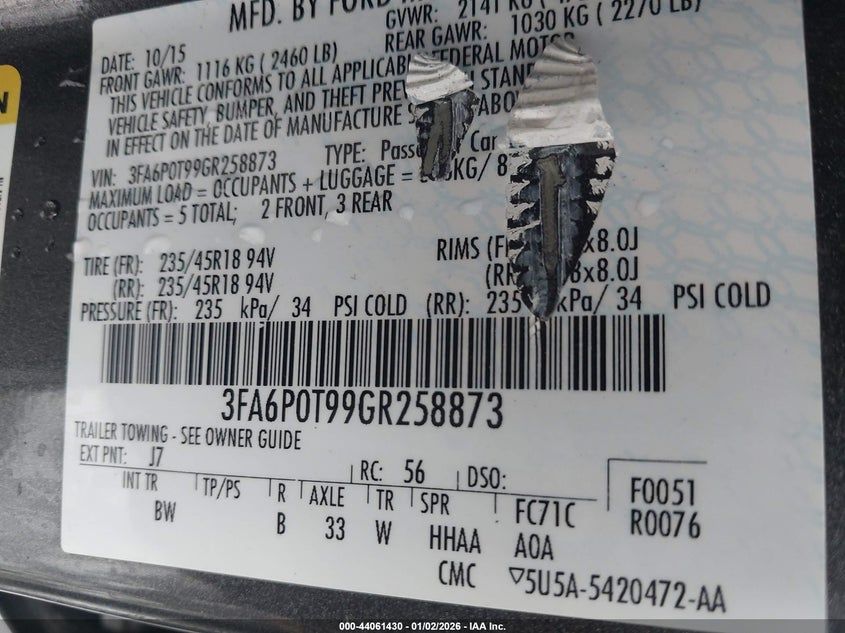 MFD. BY FORD
DATE: 10/15 GVWR: 2141 KG
FRONT GAWR: 1116 KG ( 2460 LB) REAR GAWR: 1030 KG ( 2270 LB)
THIS VEHICLE CONFORMS TO ALL FEDERAL MOTOR
VEHICLE SAFETY, BUMPER, AND THEFT
IN EFFECT ON THE DATE OF MANUFACTURE
VIN: 3FA6P0T99GR258873 TYPE: Car
MAXIMUM LOAD = OCCUPANTS + LUGGAGE = KG/
OCCUPANTS = 5 TOTAL; 2 FRONT, 3 REAR
TIRE (FR): 235/45R18 94V RIMS
(RR): 235/45R18 94V
PRESSURE (FR): 235 kPa/ 34 PSI COLD (RR): 235 kPa/ 34 PSI COLD
3FA6P0T99GR258873
TRAILER TOWING - SEE OWNER GUIDE
EXT PNT: J7 RC: 56 DSO:
INT TR TP/PS R AXLE TR SPR FC71C F0051
BW B 33 W HHAA A0A R0076
CMC ▽5U5A-5420472-AA
000-44061430 - 01/02/2026 - IAA Inc.